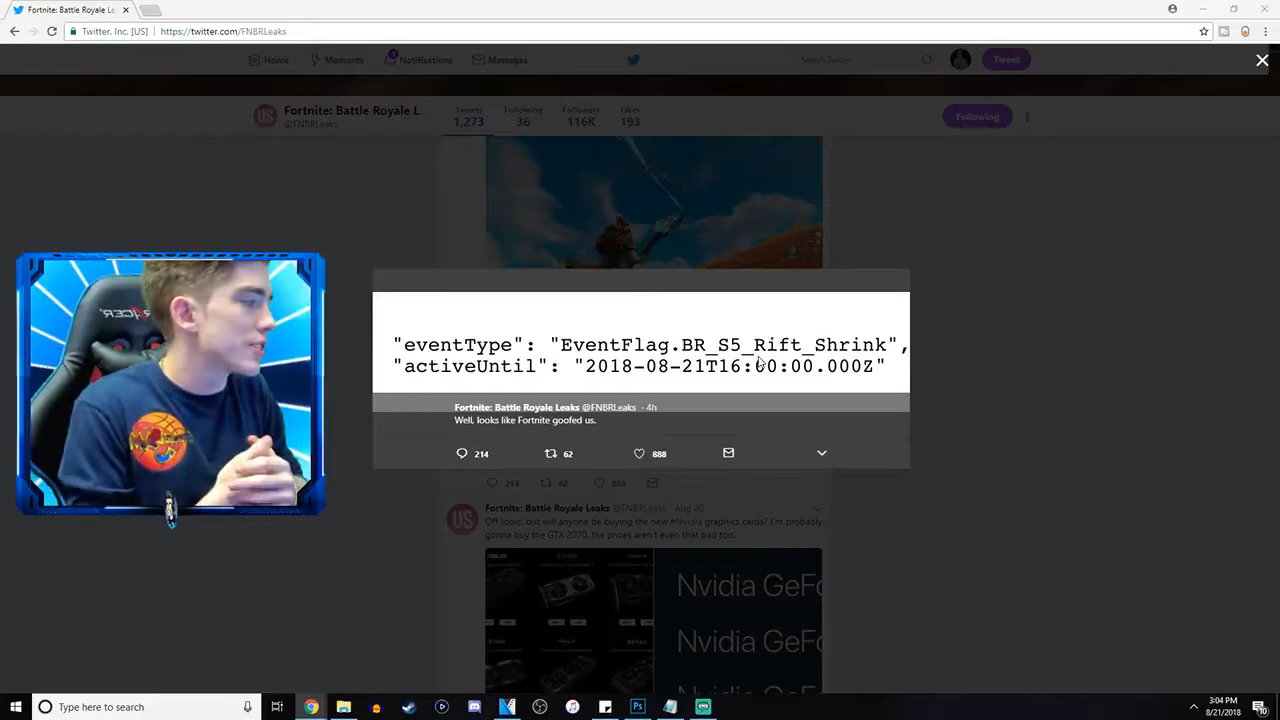 Fortnite: Battle Royale Le
Twitter, Inc. [US]
https://twitter.com/FNBRLeaks
Home
Moments
Notifications
Messages
Search Twitter
Tweet
Fortnite: Battle Royale L...
@FNBRLeaks
Tweets
1,273
Following
36
Followers
116K
Likes
193
Following
"eventType": "EventFlag.BR_S5_Rift_Shrink",
"activeUntil": "2018-08-21T16:00:00.000Z"
Fortnite: Battle Royale Leaks @FNBRLeaks · 4h
Well, looks like Fortnite goofed us.
214
62
888
214
62
886
Fortnite: Battle Royale Leaks @FNBRLeaks · Aug 20
Off topic, but will anyone be buying the new #Nvidia graphics cards? I'm probably
gonna buy the GTX 2070, the prices aren't even that bad too.
Nvidia GeFo
Nvidia GeFo
Type here to search
3:04 PM
8/21/2018